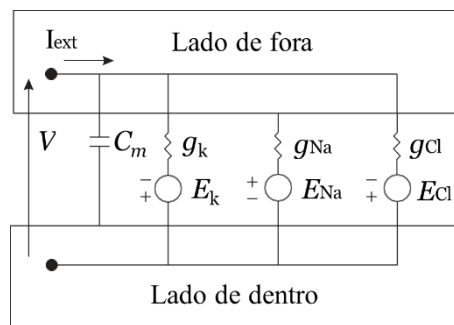 Lado de fora
Iext
V
Cm
gk
gNa
gCl
− + Ek
+ − ENa
− + ECl
Lado de dentro